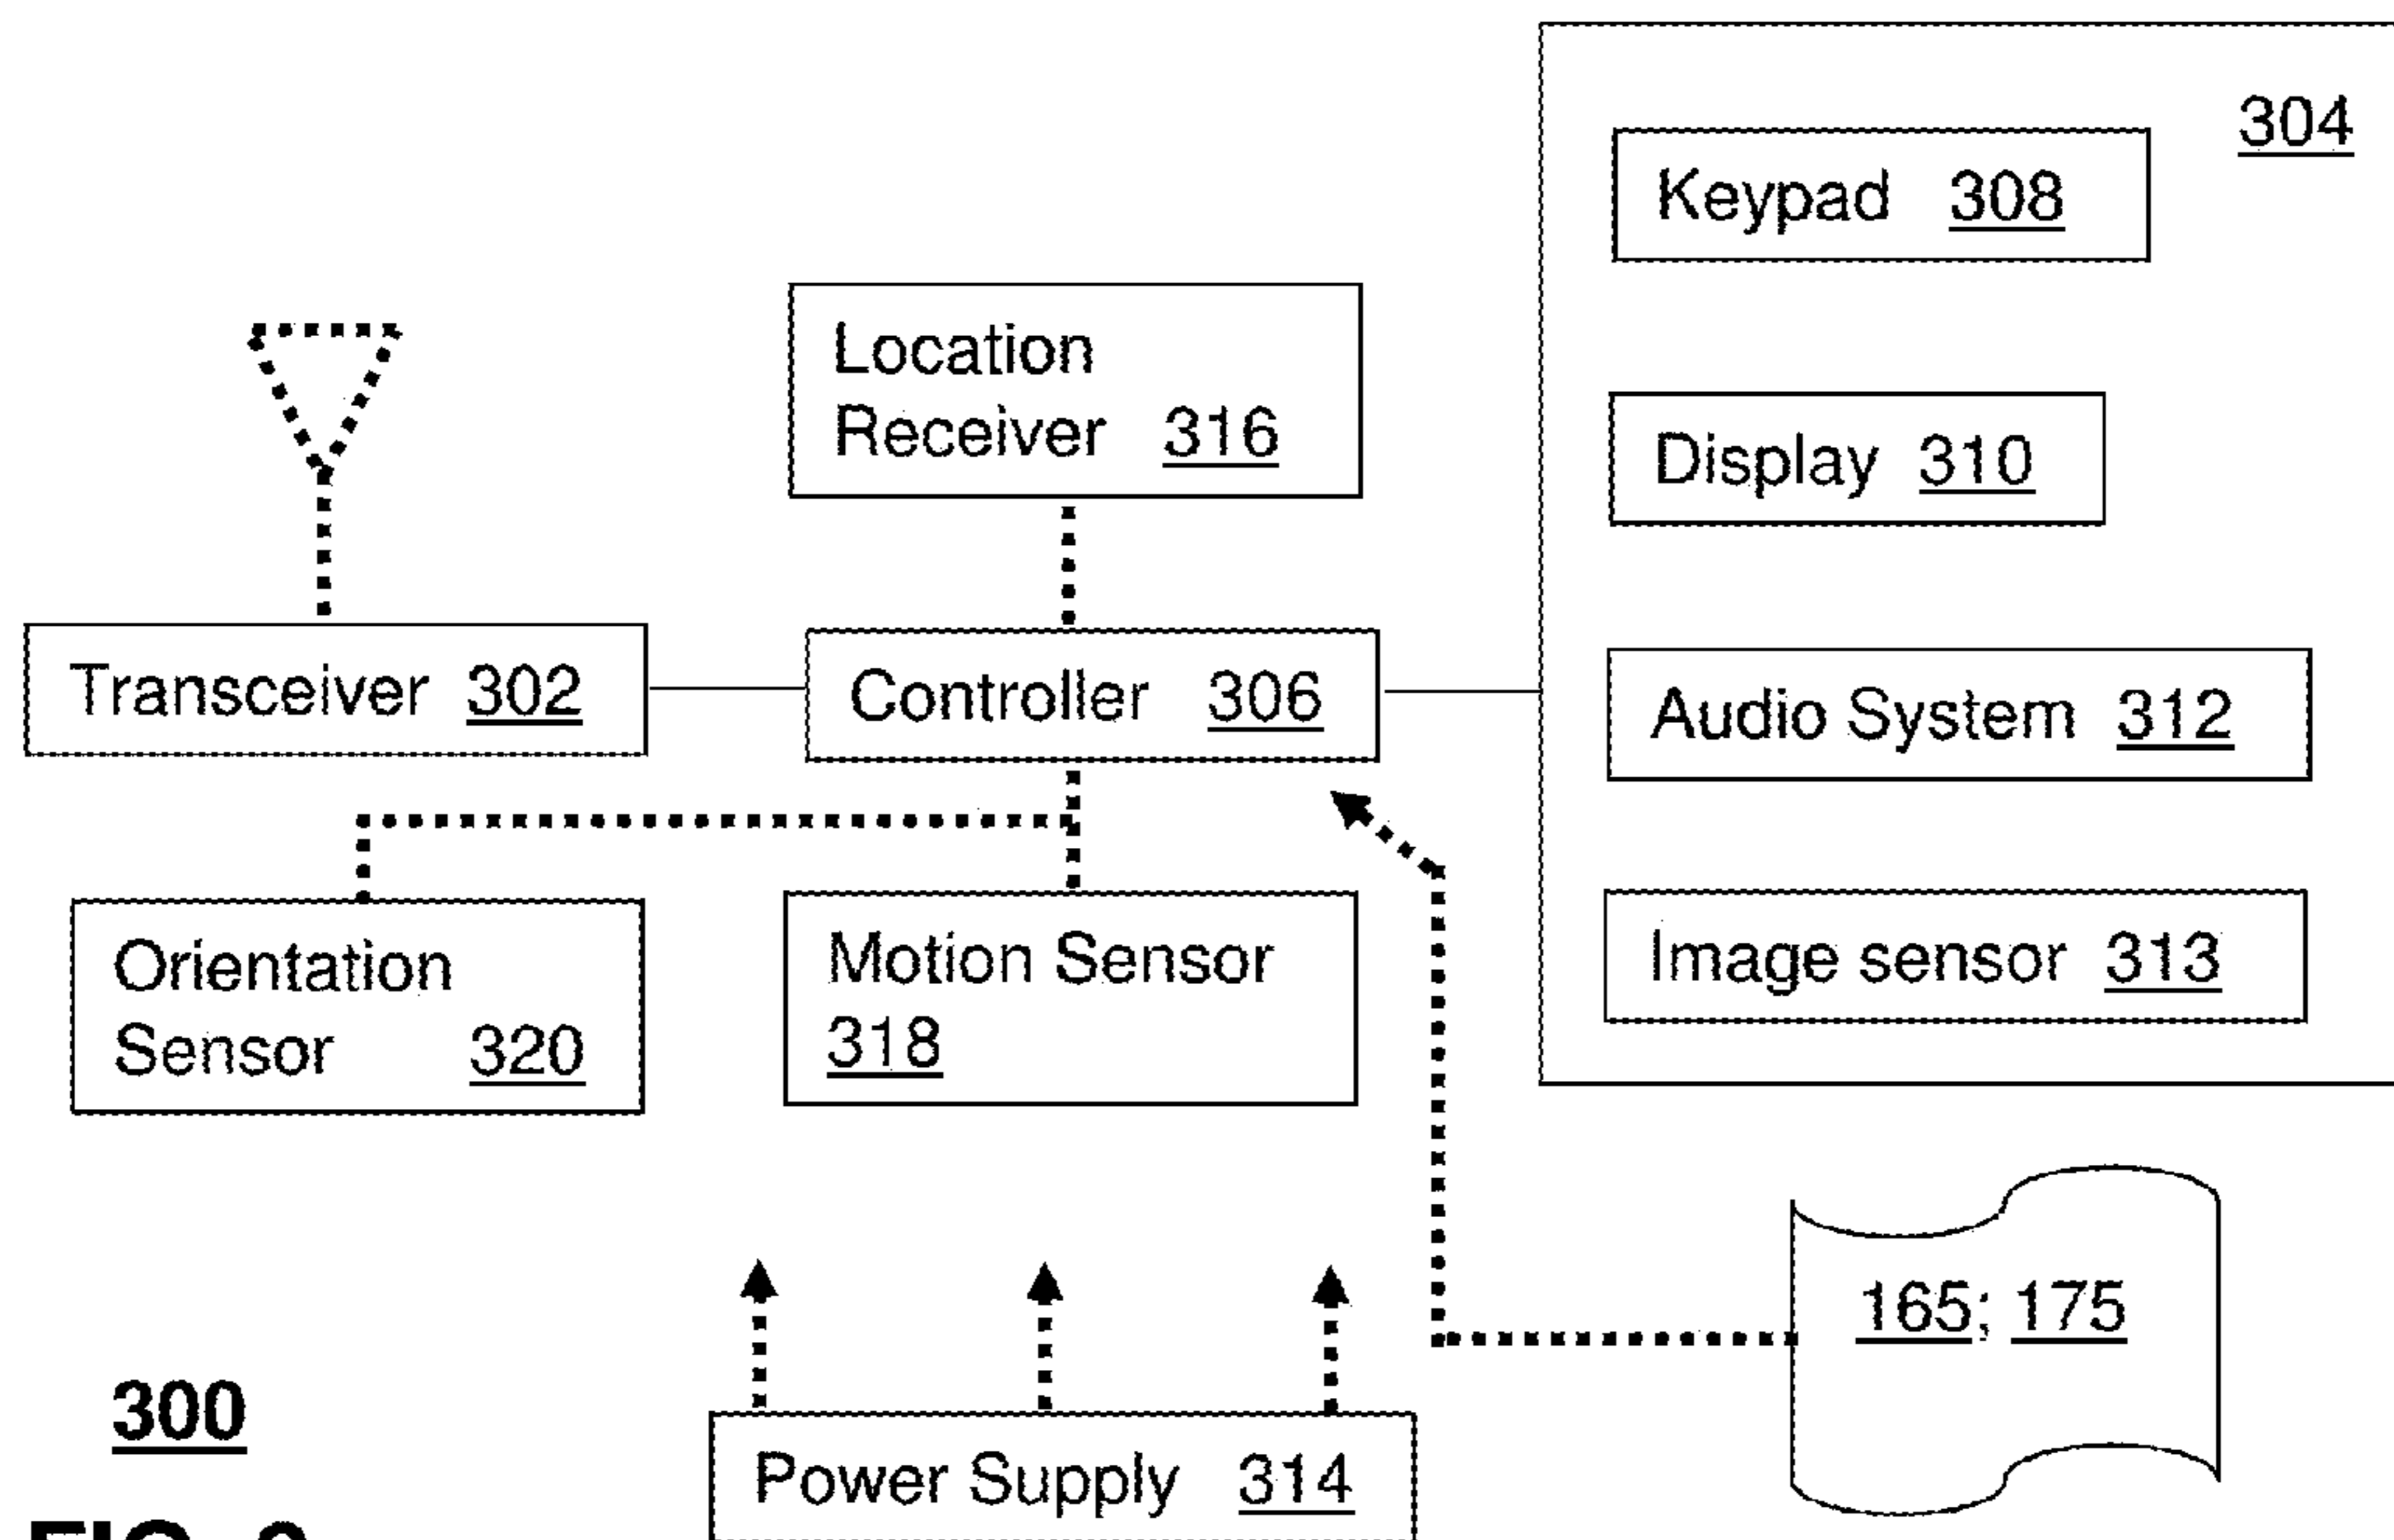 304
Keypad 308
Location
Receiver 316
Display 310
Transceiver 302
Controller 306
Audio System 312
Orientation
Sensor 320
Motion Sensor
318
Image sensor 313
165; 175
300
Power Supply 314
FIG.